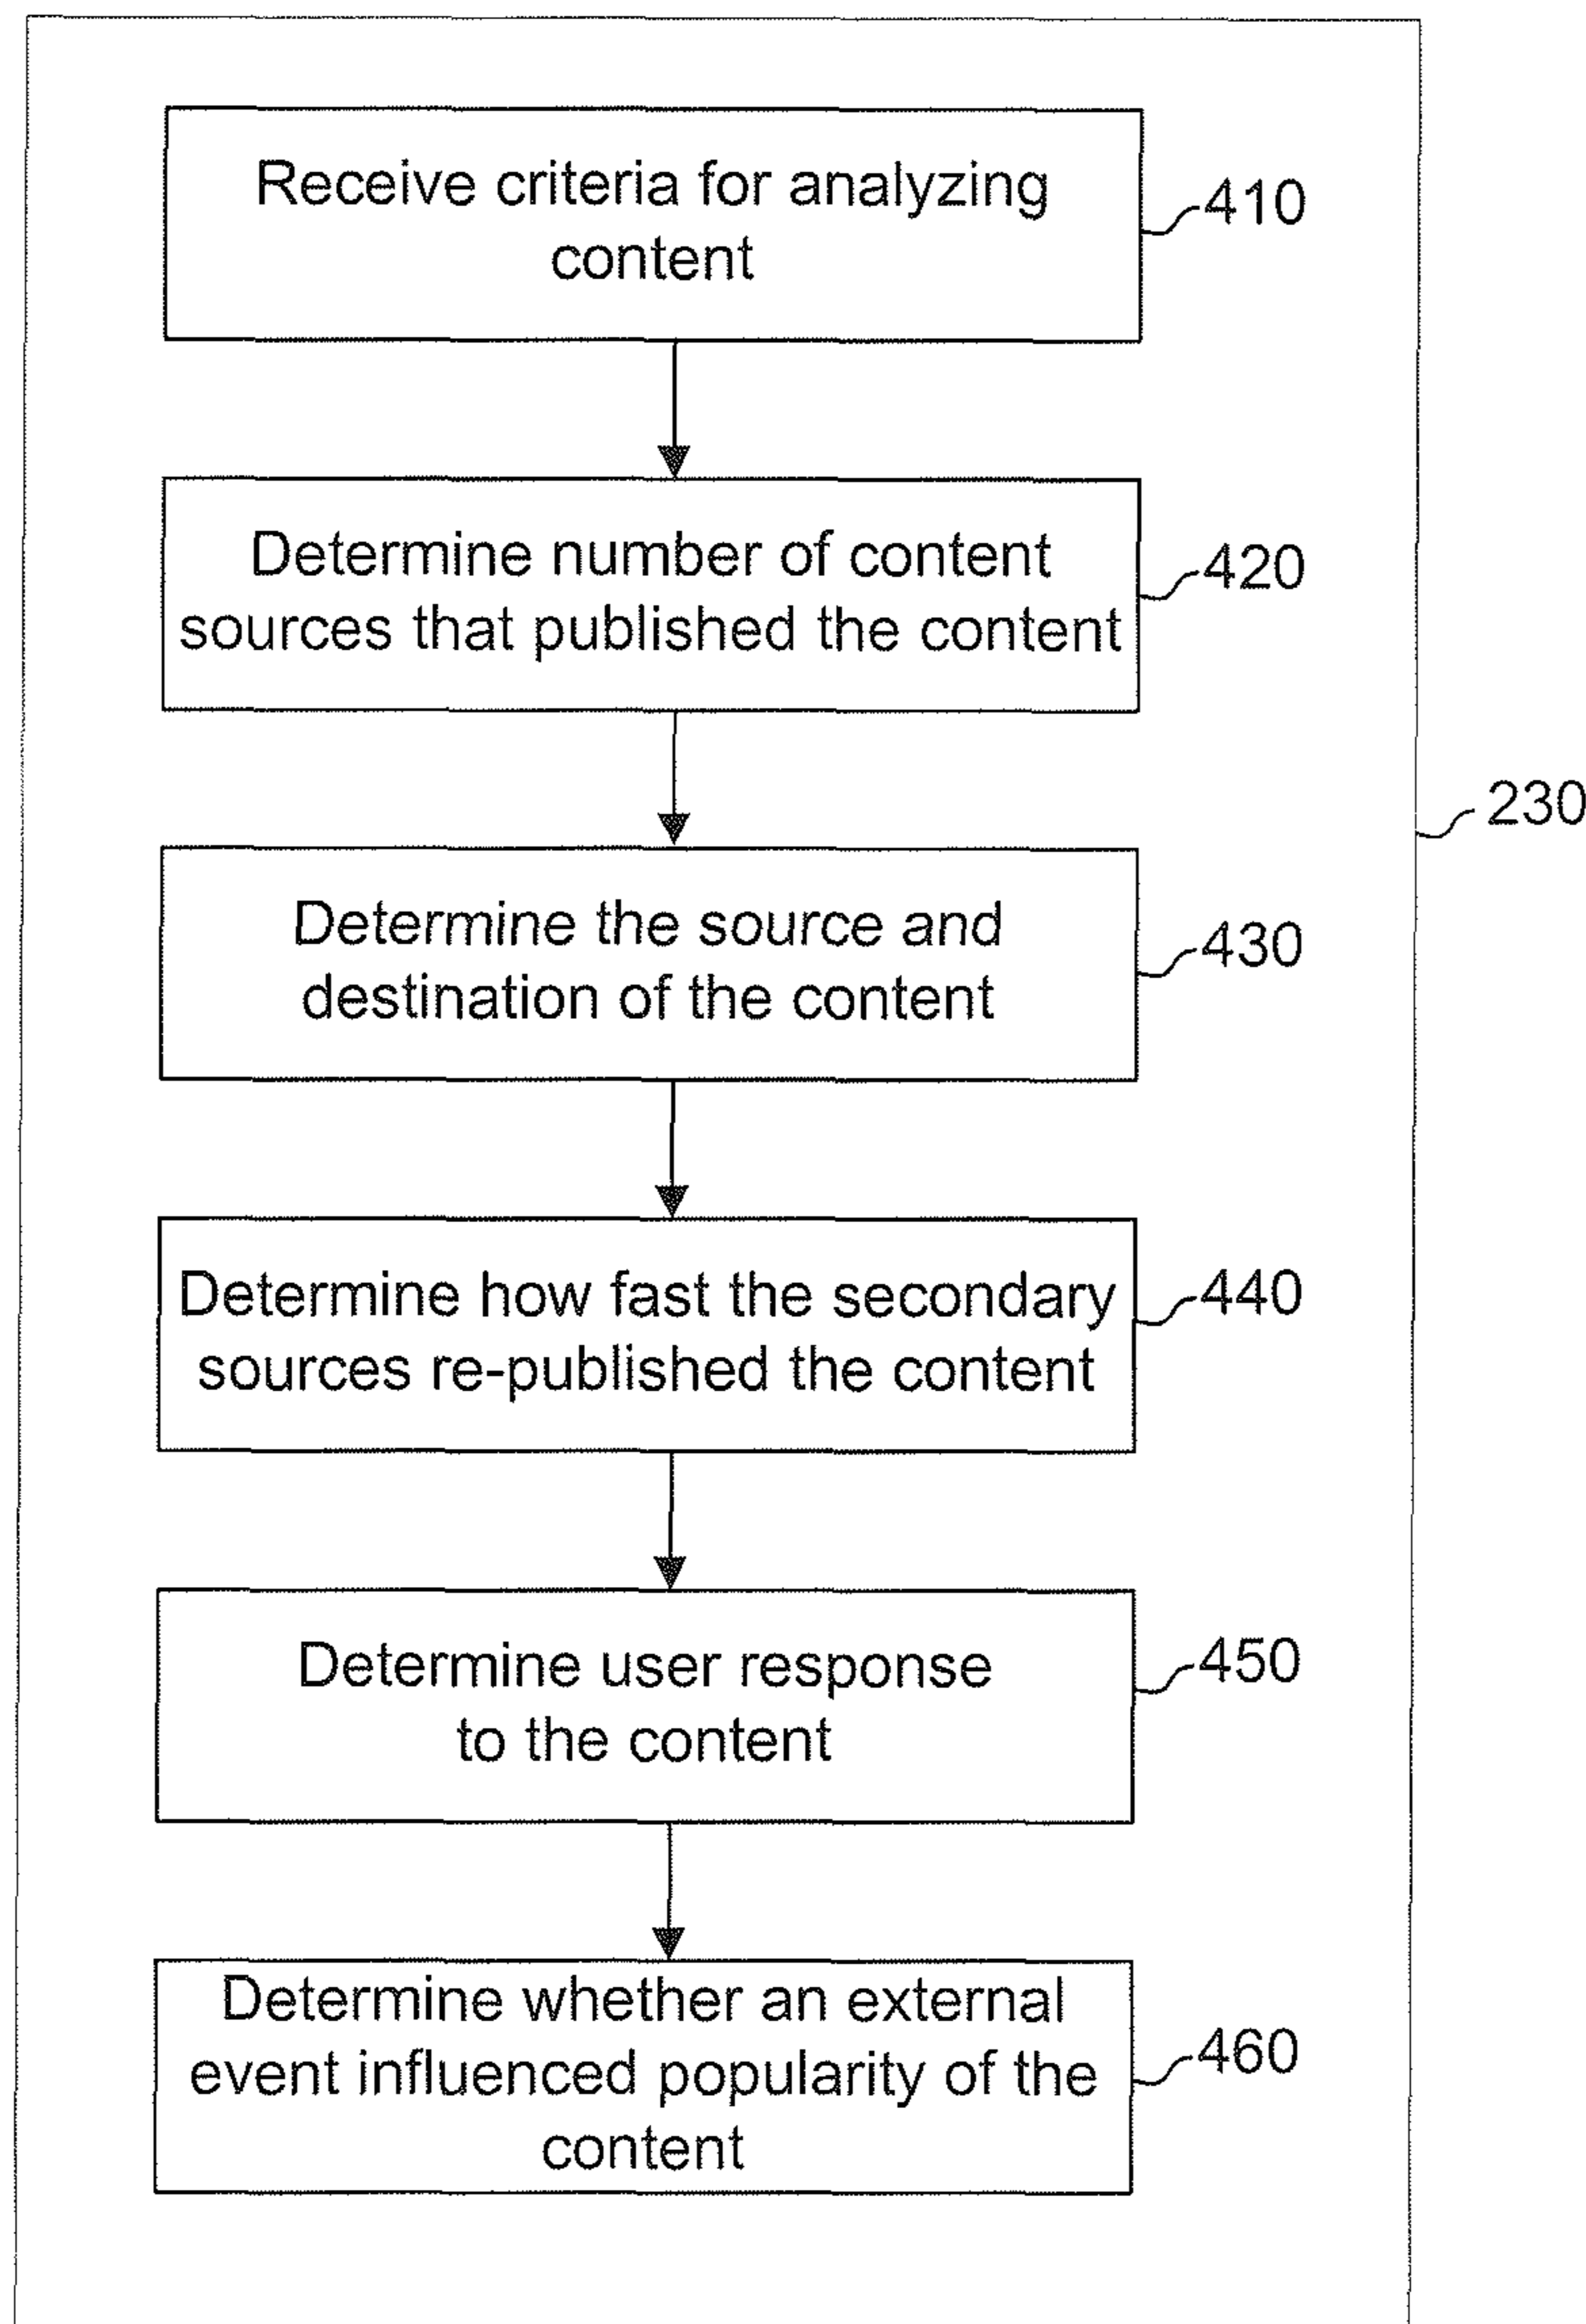 Receive criteria for analyzing
content
410
Determine number of content
sources that published the content
420
230
Determine the source and
destination of the content
430
Determine how fast the secondary
sources re-published the content
440
Determine user response
to the content
450
Determine whether an external
event influenced popularity of the
content
460